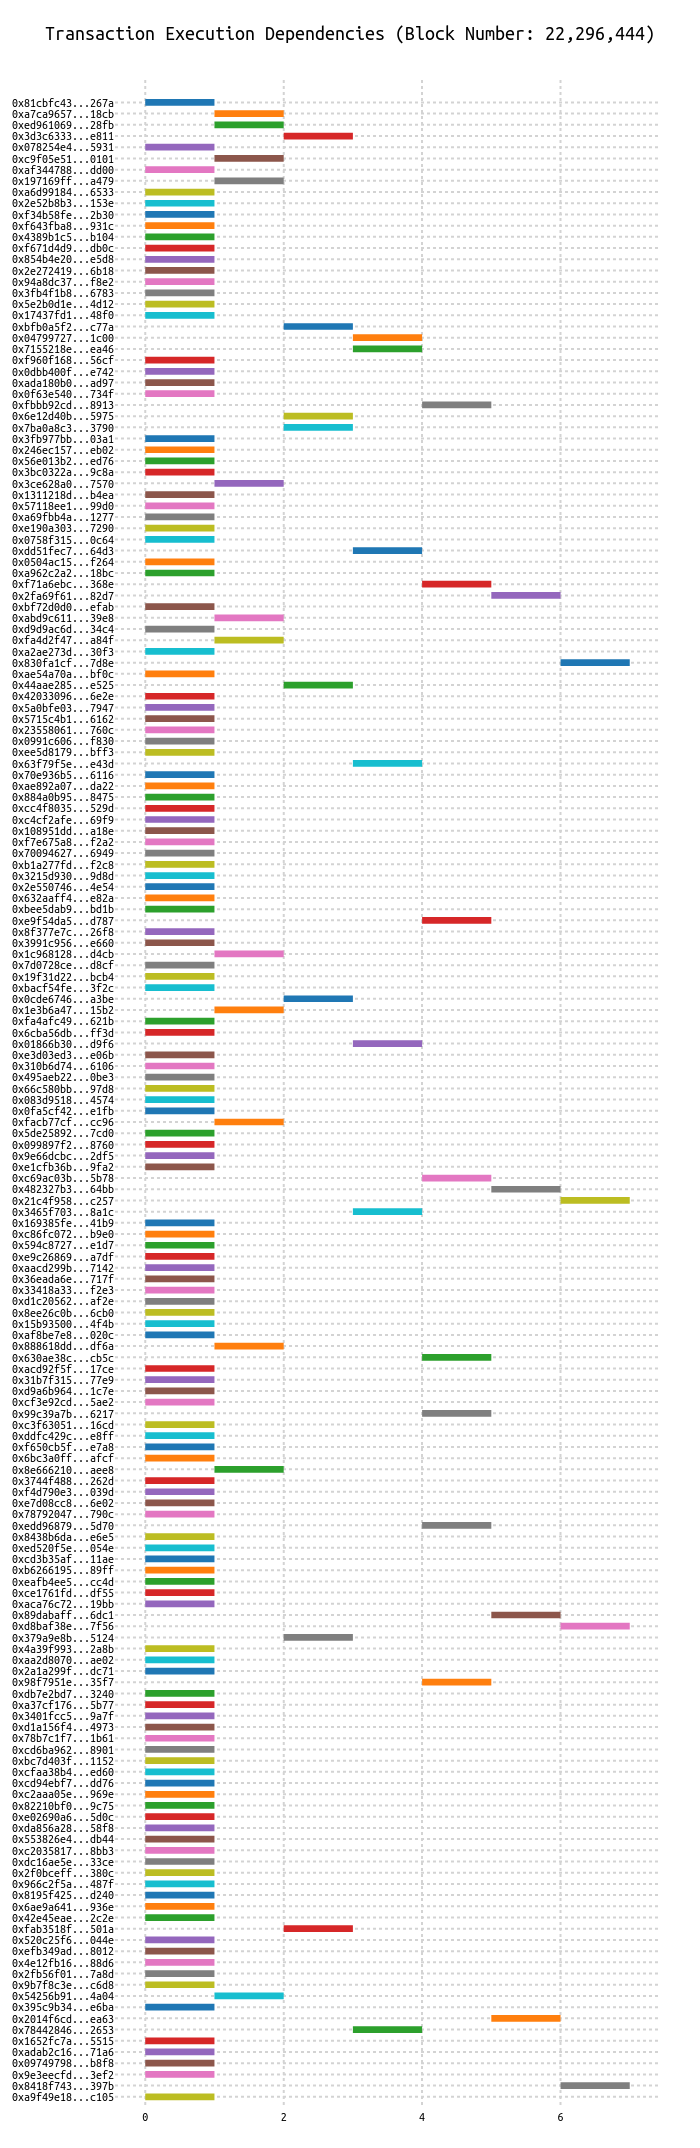 Transaction Execution Dependencies (Block Number: 22,296,444)
0x81cbfc43...267a
0xa7ca9657...18cb
0xed961069...28fb
0x3d3c6333...e811
0x078254e4...5931
0xc9f05e51...0101
0xaf344788...dd00
0x197169ff...a479
0xa6d99184...6533
0x2e52b8b3...153e
0xf34b58fe...2b30
0xf643fba8...931c
0x4389b1c5...b104
0xf671d4d9...db0c
0x854b4e20...e5d8
0x2e272419...6b18
0x94a8dc37...f8e2
0x3fb4f1b8...6783
0x5e2b0d1e...4d12
0x17437fd1...48f0
0xbfb0a5f2...c77a
0x04799727...1c00
0x7155218e...ea46
0xf960f168...56cf
0x0dbb400f...e742
0xada180b0...ad97
0x0f63e540...734f
0xfbbb92cd...8913
0x6e12d40b...5975
0x7ba0a8c3...3790
0x3fb977bb...03a1
0x246ec157...eb02
0x56e013b2...ed76
0x3bc0322a...9c8a
0x3ce628a0...7570
0x1311218d...b4ea
0x57118ee1...99d0
0xa69fbb4a...1277
0xe190a303...7290
0x0758f315...0c64
0xdd51fec7...64d3
0x0504ac15...f264
0xa962c2a2...18bc
0xf71a6ebc...368e
0x2fa69f61...82d7
0xbf72d0d0...efab
0xabd9c611...39e8
0xd9d9ac6d...34c4
0xfa4d2f47...a84f
0xa2ae273d...30f3
0x830fa1cf...7d8e
0xae54a70a...bf0c
0x44aae285...e525
0x42033096...6e2e
0x5a0bfe03...7947
0x5715c4b1...6162
0x23558061...760c
0x0991c606...f830
0xee5d8179...bff3
0x63f79f5e...e43d
0x70e936b5...6116
0xae892a07...da22
0x884a0b95...8475
0xcc4f8035...529d
0xc4cf2afe...69f9
0x108951dd...a18e
0xf7e675a8...f2a2
0x70094627...6949
0xb1a277fd...f2c8
0x3215d930...9d8d
0x2e550746...4e54
0x632aaff4...e82a
0xbee5dab9...bd1b
0xe9f54da5...d787
0x8f377e7c...26f8
0x3991c956...e660
0x1c968128...d4cb
0x7d0728ce...d8cf
0x19f31d22...bcb4
0xbacf54fe...3f2c
0x0cde6746...a3be
0x1e3b6a47...15b2
0xfa4afc49...621b
0x6cba56db...ff3d
0x01866b30...d9f6
0xe3d03ed3...e06b
0x310b6d74...6106
0x495aeb22...0be3
0x66c580bb...97d8
0x083d9518...4574
0x0fa5cf42...e1fb
0xfacb77cf...cc96
0x5de25892...7cd0
0x099897f2...8760
0x9e66dcbc...2df5
0xe1cfb36b...9fa2
0xc69ac03b...5b78
0x482327b3...64bb
0x21c4f958...c257
0x3465f703...8a1c
0x169385fe...41b9
0xc86fc072...b9e0
0x594c8727...e1d7
0xe9c26869...a7df
0xaacd299b...7142
0x36eada6e...717f
0x33418a33...f2e3
0xd1c20562...af2e
0x8ee26c0b...6cb0
0x15b93500...4f4b
0xaf8be7e8...020c
0x888618dd...df6a
0x630ae38c...cb5c
0xacd92f5f...17ce
0x31b7f315...77e9
0xd9a6b964...1c7e
0xcf3e92cd...5ae2
0x99c39a7b...6217
0xc3f63051...16cd
0xddfc429c...e8ff
0xf650cb5f...e7a8
0x6bc3a0ff...afcf
0x8e666210...aee8
0x3744f488...262d
0xf4d790e3...039d
0xe7d08cc8...6e02
0x78792047...790c
0xedd96879...5d70
0x8438b6da...e6e5
0xed520f5e...054e
0xcd3b35af...11ae
0xb6266195...89ff
0xeafb4ee5...cc4d
0xce1761fd...df55
0xaca76c72...19bb
0x89dabaff...6dc1
0xd8baf38e...7f56
0x379a9e8b...5124
0x4a39f993...2a8b
0xaa2d8070...ae02
0x2a1a299f...dc71
0x98f7951e...35f7
0xdb7e2bd7...3240
0xa37cf176...5b77
0x3401fcc5...9a7f
0xd1a156f4...4973
0x78b7c1f7...1b61
0xcd6ba962...8901
0xbc7d403f...1152
0xcfaa38b4...ed60
0xcd94ebf7...dd76
0xc2aaa05e...969e
0x82210bf0...9c75
0xe02690a6...5d0c
0xda856a28...58f8
0x553826e4...db44
0xc2035817...8bb3
0xdc16ae5e...33ce
0x2f0bceff...380c
0x966c2f5a...487f
0x8195f425...d240
0x6ae9a641...936e
0x42e45eae...2c2e
0xfab3518f...501a
0x520c25f6...044e
0xefb349ad...8012
0x4e12fb16...88d6
0x2fb56f01...7a8d
0x9b7f8c3e...c6d8
0x54256b91...4a04
0x395c9b34...e6ba
0x2014f6cd...ea63
0x78442846...2653
0x1652fc7a...5515
0xadab2c16...71a6
0x09749798...b8f8
0x9e3eecfd...3ef2
0x8418f743...397b
0xa9f49e18...c105
0 2 4 6